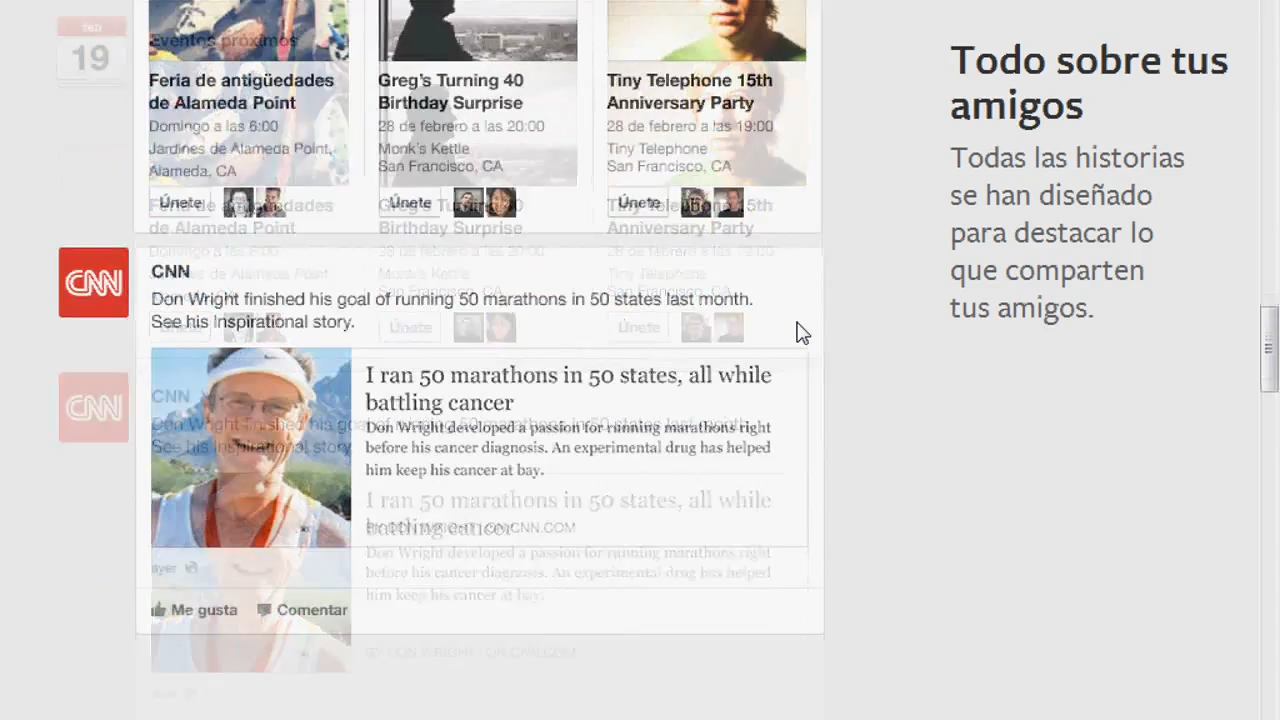 19
Eventos próximos
Feria de antigüedades
de Alameda Point
Domingo a las 6:00
Jardines de Alameda Point,
Alameda, CA
Únete
Greg's Turning 40
Birthday Surprise
28 de febrero a las 20:00
Monk's Kettle
San Francisco, CA
Únete
Tiny Telephone 15th
Anniversary Party
28 de febrero a las 19:00
Tiny Telephone
San Francisco, CA
Únete
CNN
CNN
Don Wright finished his goal of running 50 marathons in 50 states last month.
See his inspirational story.
I ran 50 marathons in 50 states, all while
battling cancer
Don Wright developed a passion for running marathons right
before his cancer diagnosis. An experimental drug has helped
him keep his cancer at bay.
BY DON WRIGHT | ON CNN.COM
ayer
Me gusta
Comentar
Todo sobre tus
amigos
Todas las historias
se han diseñado
para destacar lo
que comparten
tus amigos.